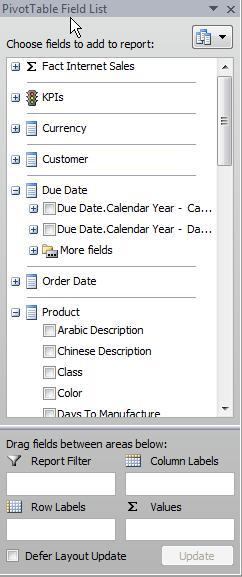 PivotTable Field List
Choose fields to add to report:
Σ Fact Internet Sales
KPIs
Currency
Customer
Due Date
Due Date.Calendar Year - Ca...
Due Date.Calendar Year - Da...
More fields
Order Date
Product
Arabic Description
Chinese Description
Class
Color
Days To Manufacture
Drag fields between areas below:
Report Filter
Column Labels
Row Labels
Σ Values
Defer Layout Update
Update